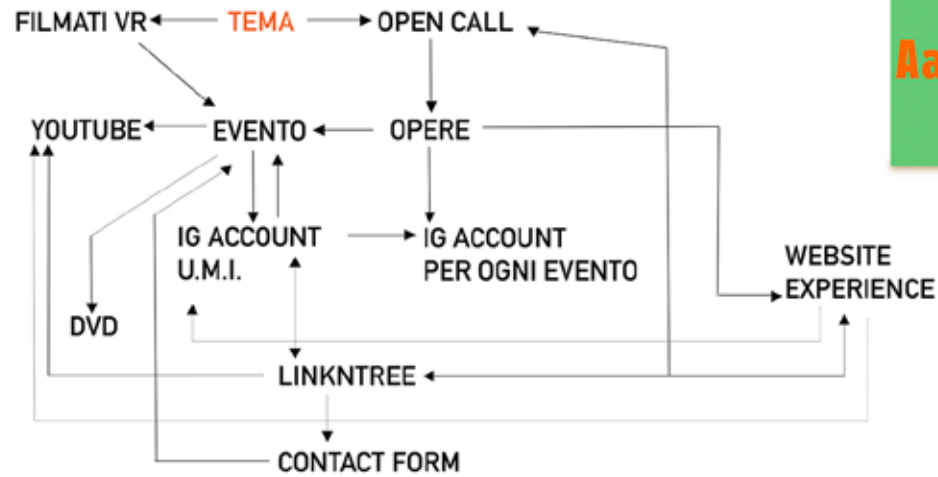 FILMATI VR
TEMA
OPEN CALL
Aa
YOUTUBE
EVENTO
OPERE
IG ACCOUNT
U.M.I.
IG ACCOUNT
PER OGNI EVENTO
WEBSITE
EXPERIENCE
DVD
LINKNTREE
CONTACT FORM